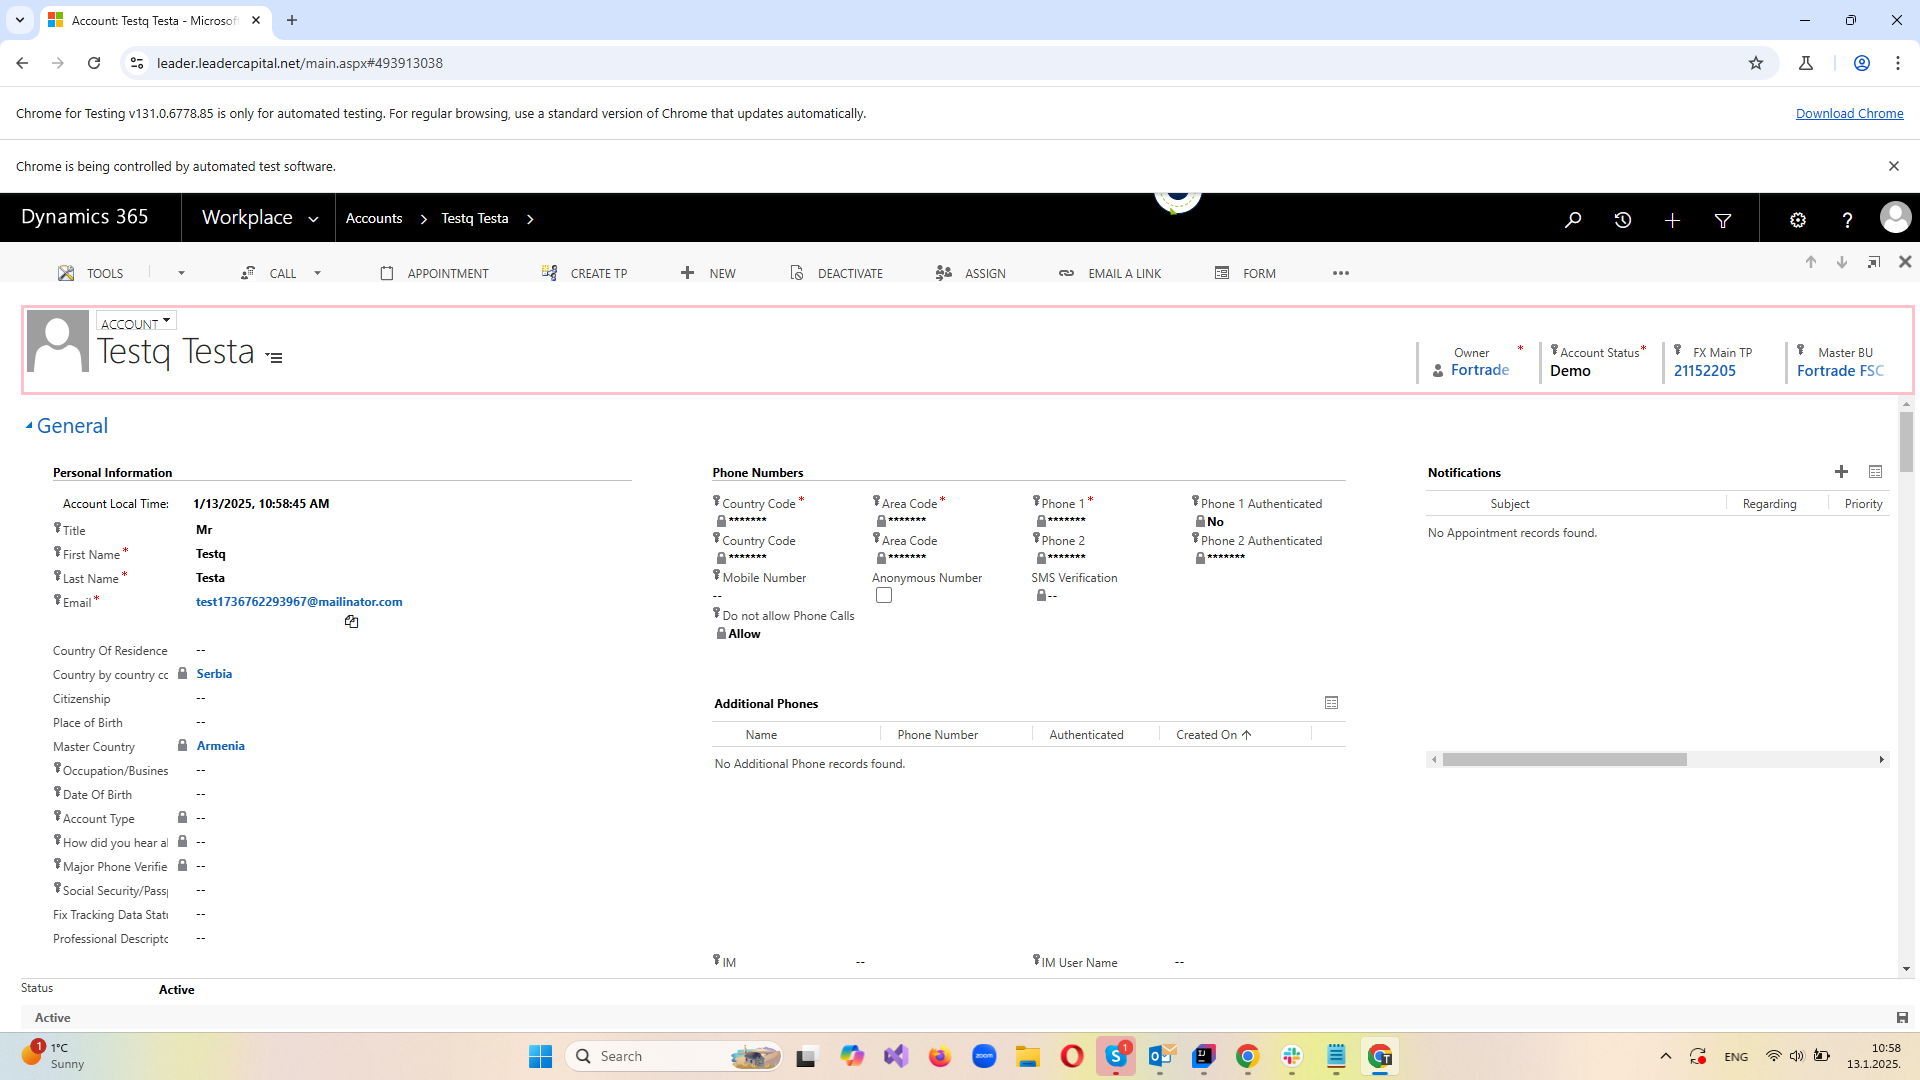 Account: Testq Testa - Microsof
leader.leadercapital.net/main.aspx#493913038
Chrome for Testing v131.0.6778.85 is only for automated testing. For regular browsing, use a standard version of Chrome that updates automatically.
Download Chrome
Chrome is being controlled by automated test software.
Dynamics 365
Workplace
Accounts
Testq Testa
TOOLS
CALL
APPOINTMENT
CREATE TP
NEW
DEACTIVATE
ASSIGN
EMAIL A LINK
FORM
ACCOUNT
Testq Testa
Owner *
Fortrade
Account Status *
Demo
FX Main TP
21152205
Master BU
Fortrade FSC
General
Personal Information
Account Local Time: 1/13/2025, 10:58:45 AM
Title Mr
First Name * Testq
Last Name * Testa
Email * test1736762293967@mailinator.com
Country Of Residence --
Country by country cc Serbia
Citizenship --
Place of Birth --
Master Country Armenia
Occupation/Busines --
Date Of Birth --
Account Type --
How did you hear a --
Major Phone Verifie --
Social Security/Pass --
Fix Tracking Data Stat --
Professional Descripto --
Phone Numbers
Country Code * Area Code * Phone 1 * Phone 1 Authenticated
******* ******* ******* No
Country Code Area Code Phone 2 Phone 2 Authenticated
******* ******* ******* *******
Mobile Number Anonymous Number SMS Verification
-- --
Do not allow Phone Calls
Allow
Additional Phones
Name Phone Number Authenticated Created On
No Additional Phone records found.
IM -- IM User Name --
Notifications
Subject Regarding Priority
No Appointment records found.
Status Active
Active
1
1°C
Sunny
Search
zoom
1
ENG
10:58
13.1.2025.